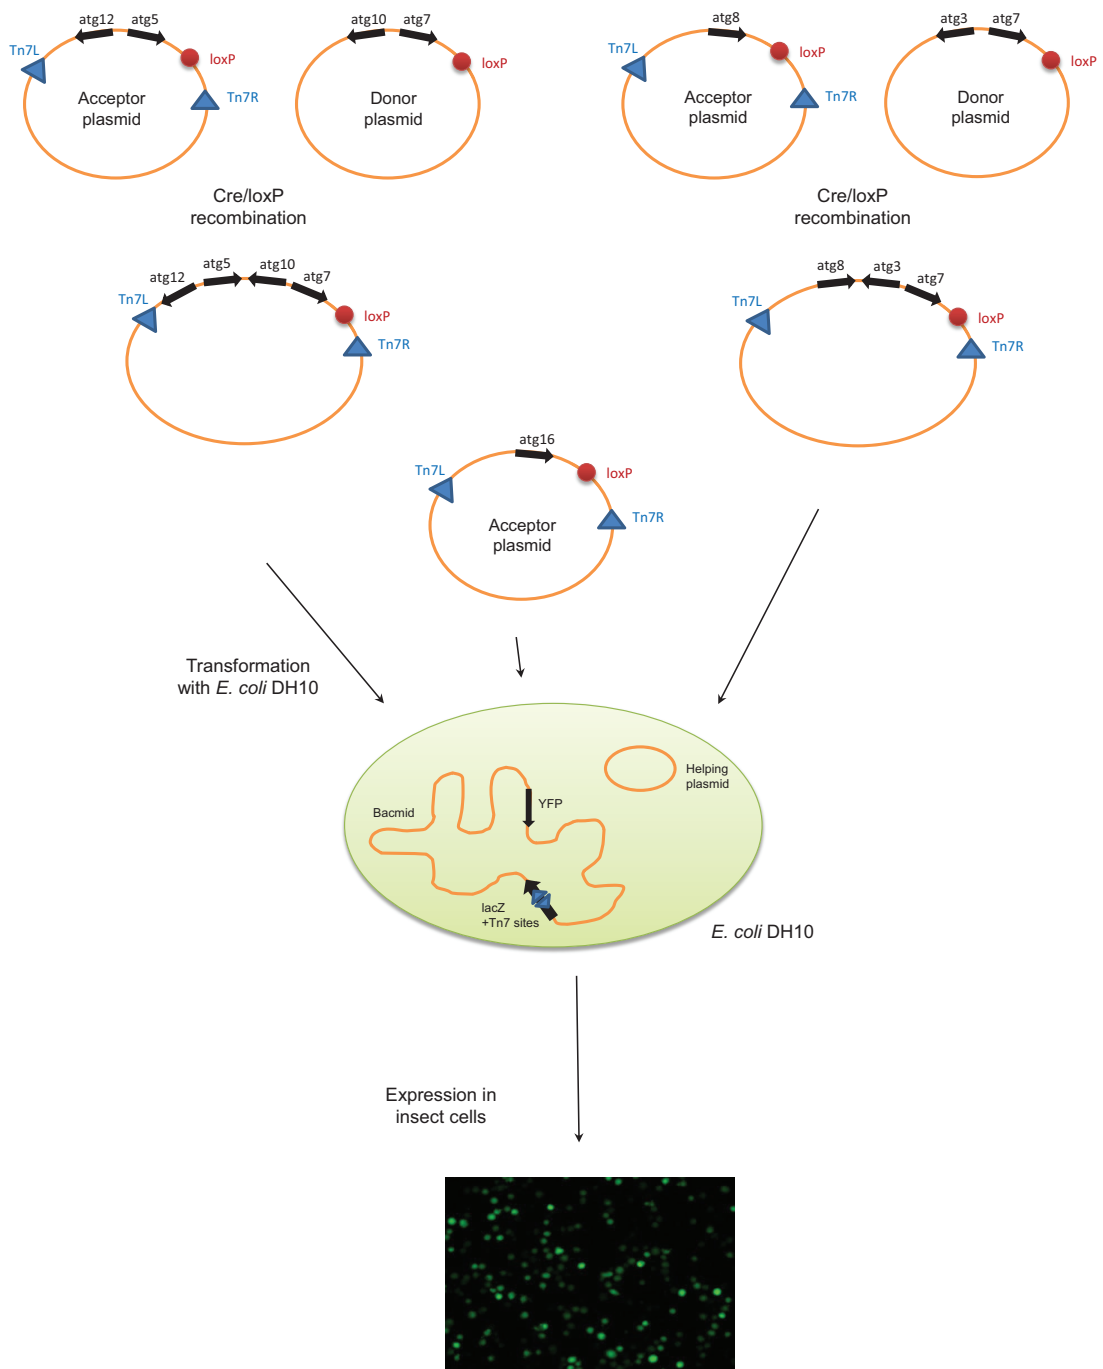 atg12 atg5
Tn7L
loxP
Tn7R
Acceptor
plasmid
atg10 atg7
loxP
Donor
plasmid
atg8
Tn7L
loxP
Tn7R
Acceptor
plasmid
atg3 atg7
loxP
Donor
plasmid
Cre/loxP
recombination
Cre/loxP
recombination
atg12 atg5 atg10 atg7
Tn7L
loxP
Tn7R
atg8 atg3 atg7
Tn7L
loxP
Tn7R
atg16
Tn7L
loxP
Tn7R
Acceptor
plasmid
Transformation
with E. coli DH10
Helping
plasmid
YFP
Bacmid
lacZ
+Tn7 sites
E. coli DH10
Expression in
insect cells